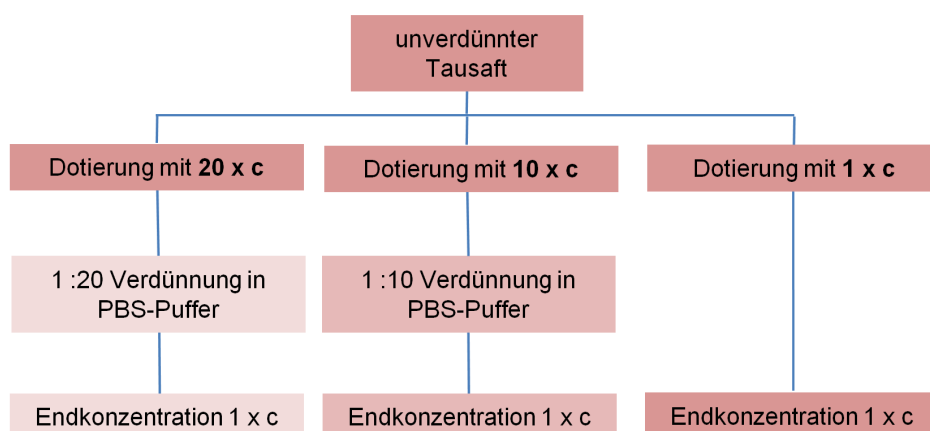 unverdünnter
Tausaft
Dotierung mit 20 x c
Dotierung mit 10 x c
Dotierung mit 1 x c
1 :20 Verdünnung in
PBS-Puffer
1 :10 Verdünnung in
PBS-Puffer
Endkonzentration 1 x c
Endkonzentration 1 x c
Endkonzentration 1 x c